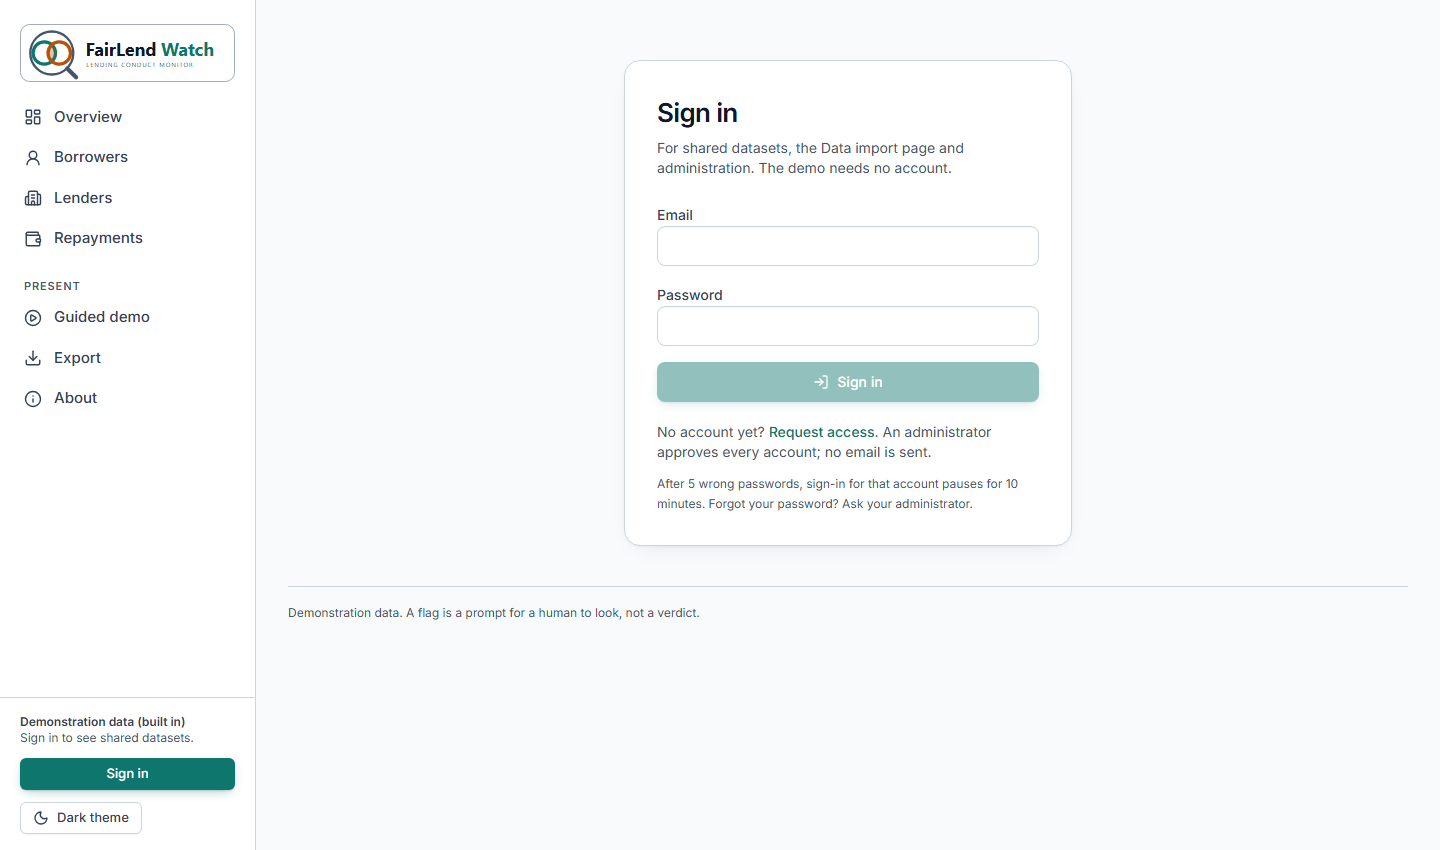 FairLend Watch
LENDING CONDUCT MONITOR
Overview
Borrowers
Lenders
Repayments
PRESENT
Guided demo
Export
About
Demonstration data (built in)
Sign in to see shared datasets.
Sign in
Dark theme
Sign in
For shared datasets, the Data import page and
administration. The demo needs no account.
Email
Password
Sign in
No account yet? Request access. An administrator
approves every account; no email is sent.
After 5 wrong passwords, sign-in for that account pauses for 10
minutes. Forgot your password? Ask your administrator.
Demonstration data. A flag is a prompt for a human to look, not a verdict.